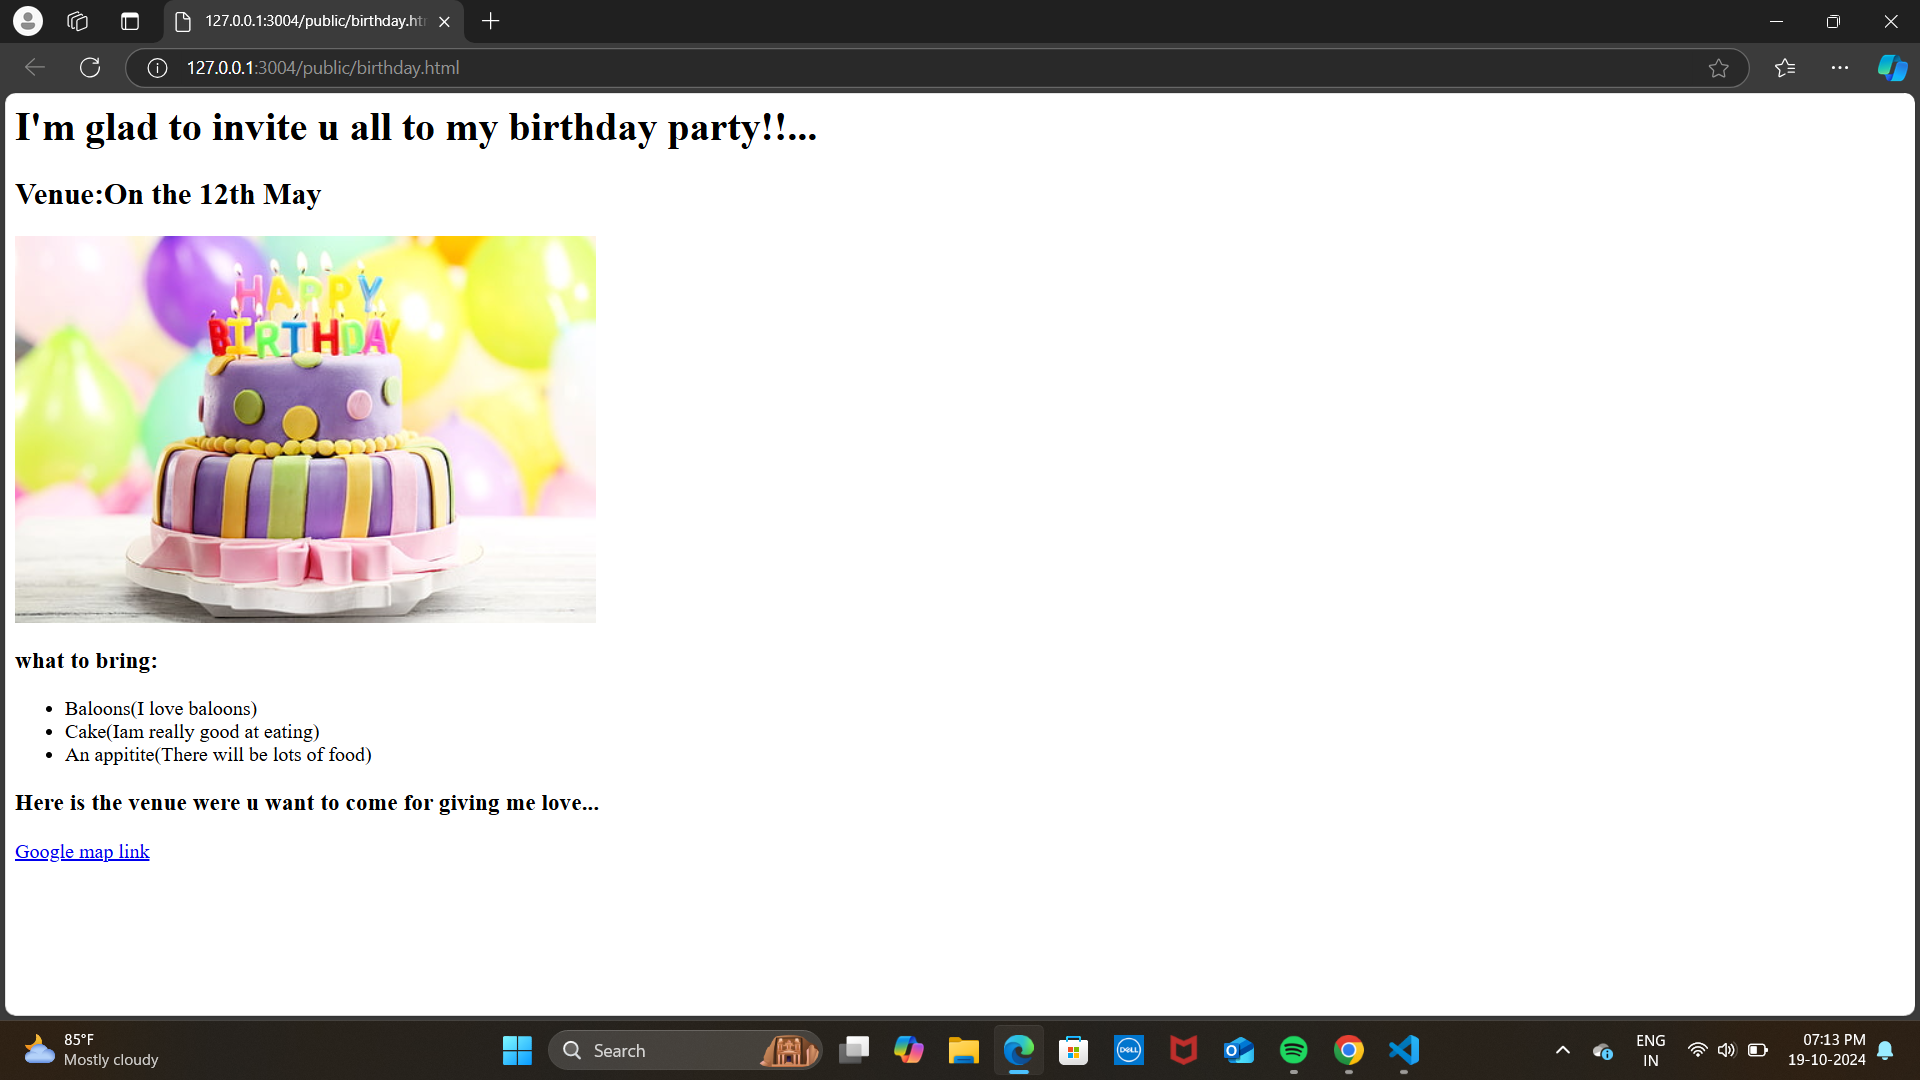 127.0.0.1:3004/public/birthday.htr
127.0.0.1:3004/public/birthday.html
I'm glad to invite u all to my birthday party!!...
Venue:On the 12th May
HAPPY
BIRTHDAY
what to bring:
Baloons(I love baloons)
Cake(Iam really good at eating)
An appitite(There will be lots of food)
Here is the venue were u want to come for giving me love...
Google map link
85°F
Mostly cloudy
Search
DELL
ENG
IN
07:13 PM
19-10-2024